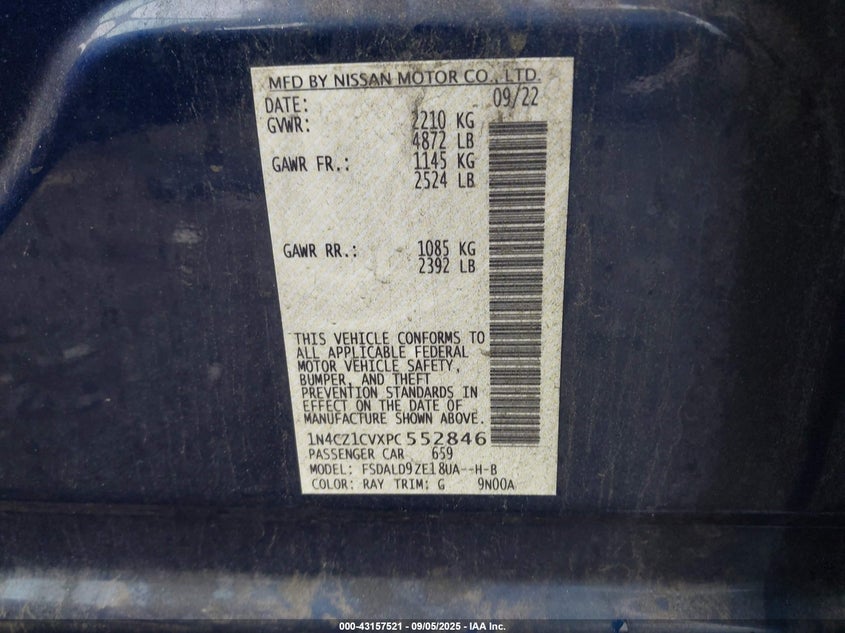 MFD BY NISSAN MOTOR CO., LTD.
DATE: 09/22
GVWR: 2210 KG
4872 LB
GAWR FR.: 1145 KG
2524 LB
GAWR RR.: 1085 KG
2392 LB
THIS VEHICLE CONFORMS TO
ALL APPLICABLE FEDERAL
MOTOR VEHICLE SAFETY,
BUMPER, AND THEFT
PREVENTION STANDARDS IN
EFFECT ON THE DATE OF
MANUFACTURE SHOWN ABOVE.
1N4CZ1CVXPC552846
PASSENGER CAR 659
MODEL: FSDALD9ZE18UA--H-B
COLOR: RAY TRIM: G 9N00A
000-43157521 - 09/05/2025 - IAA Inc.